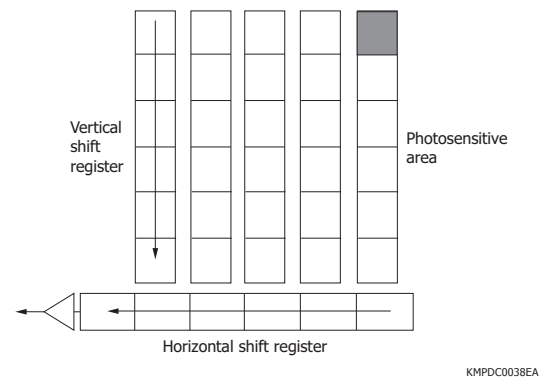 Vertical
shift
register
Photosensitive
area
Horizontal shift register
KMPDC0038EA